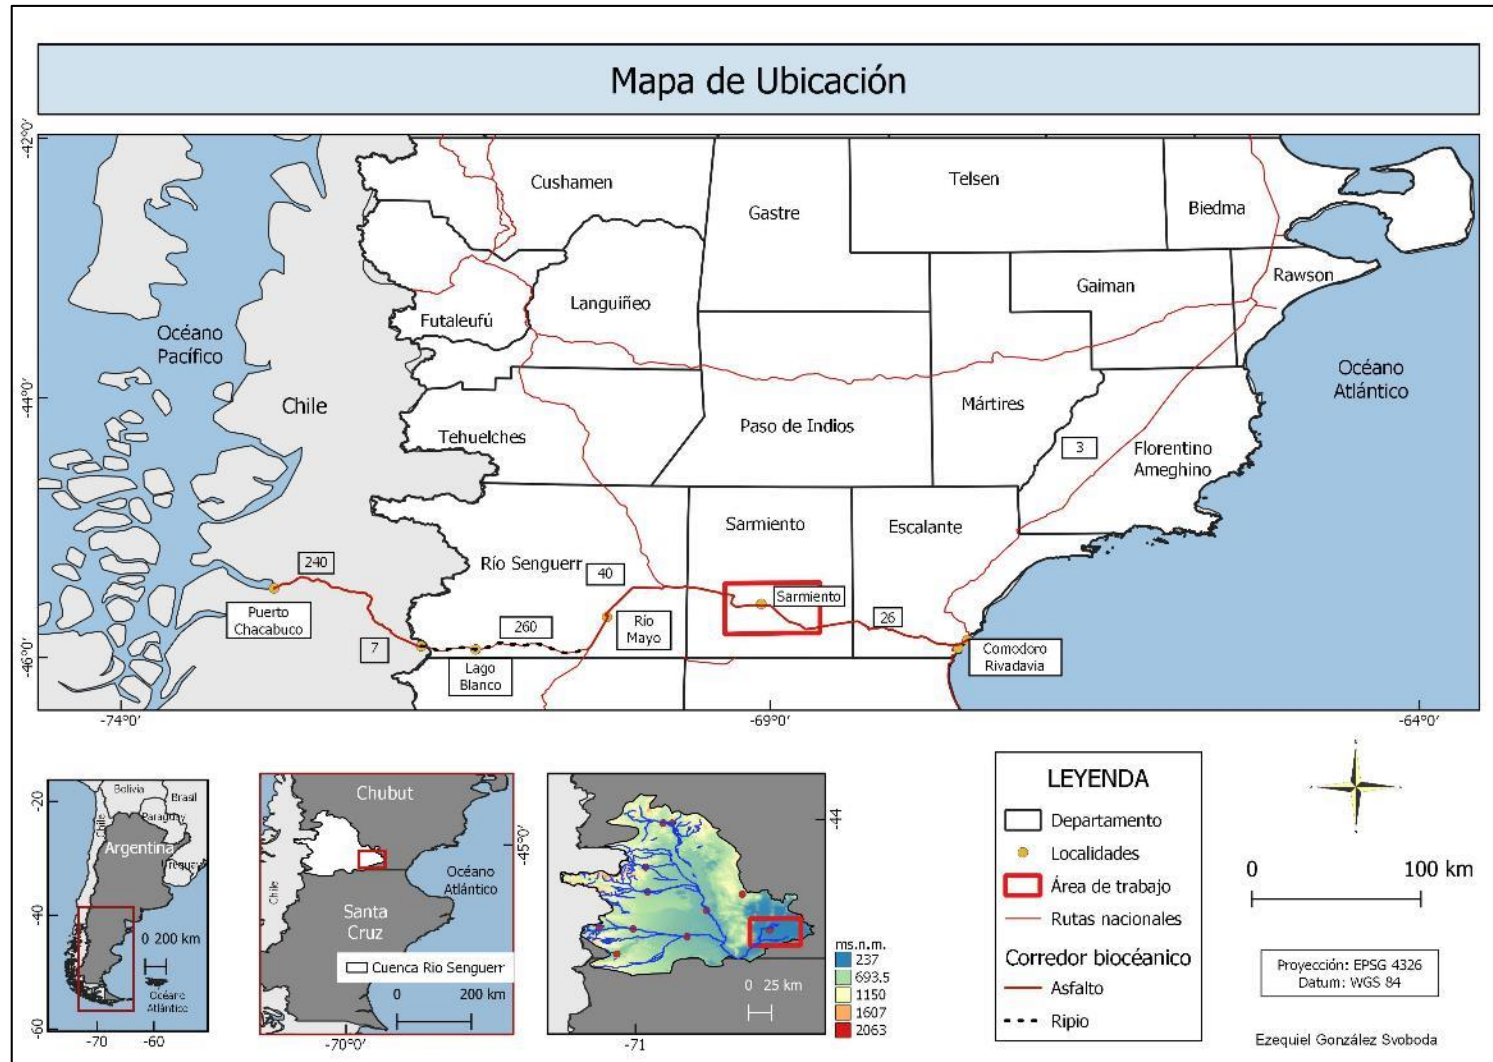 Mapa de Ubicación
-42°0'
-44°0'
-46°0'
-74°0'
-69°0'
-64°0'
Cushamen
Gastre
Telsen
Biedma
Futaleufú
Languiñeo
Gaiman
Rawson
Océano
Pacífico
Chile
Tehuelches
Paso de Indios
Mártires
Océano
Atlántico
3
Florentino
Ameghino
Río Senguerr
Sarmiento
Escalante
240
40
Puerto
Chacabuco
7
260
Lago
Blanco
Río
Mayo
Sarmiento
26
Comodoro
Rivadavia
-20
-40
-60
-70
-60
Bolivia
Brasil
Paraguay
Chile
Argentina
Uruguay
0 200 km
Océano
Atlántico
Chubut
Chile
Océano
Atlántico
Santa
Cruz
Cuenca Rio Senguerr
0 200 km
-45°0'
-70°0'
-44
-71
0 25 km
ms.n.m.
237
693.5
1150
1607
2063
LEYENDA
Departamento
Localidades
Área de trabajo
Rutas nacionales
Corredor biocéanico
Asfalto
Ripio
0 100 km
Proyección: EPSG 4326
Datum: WGS 84
Ezequiel González Svoboda